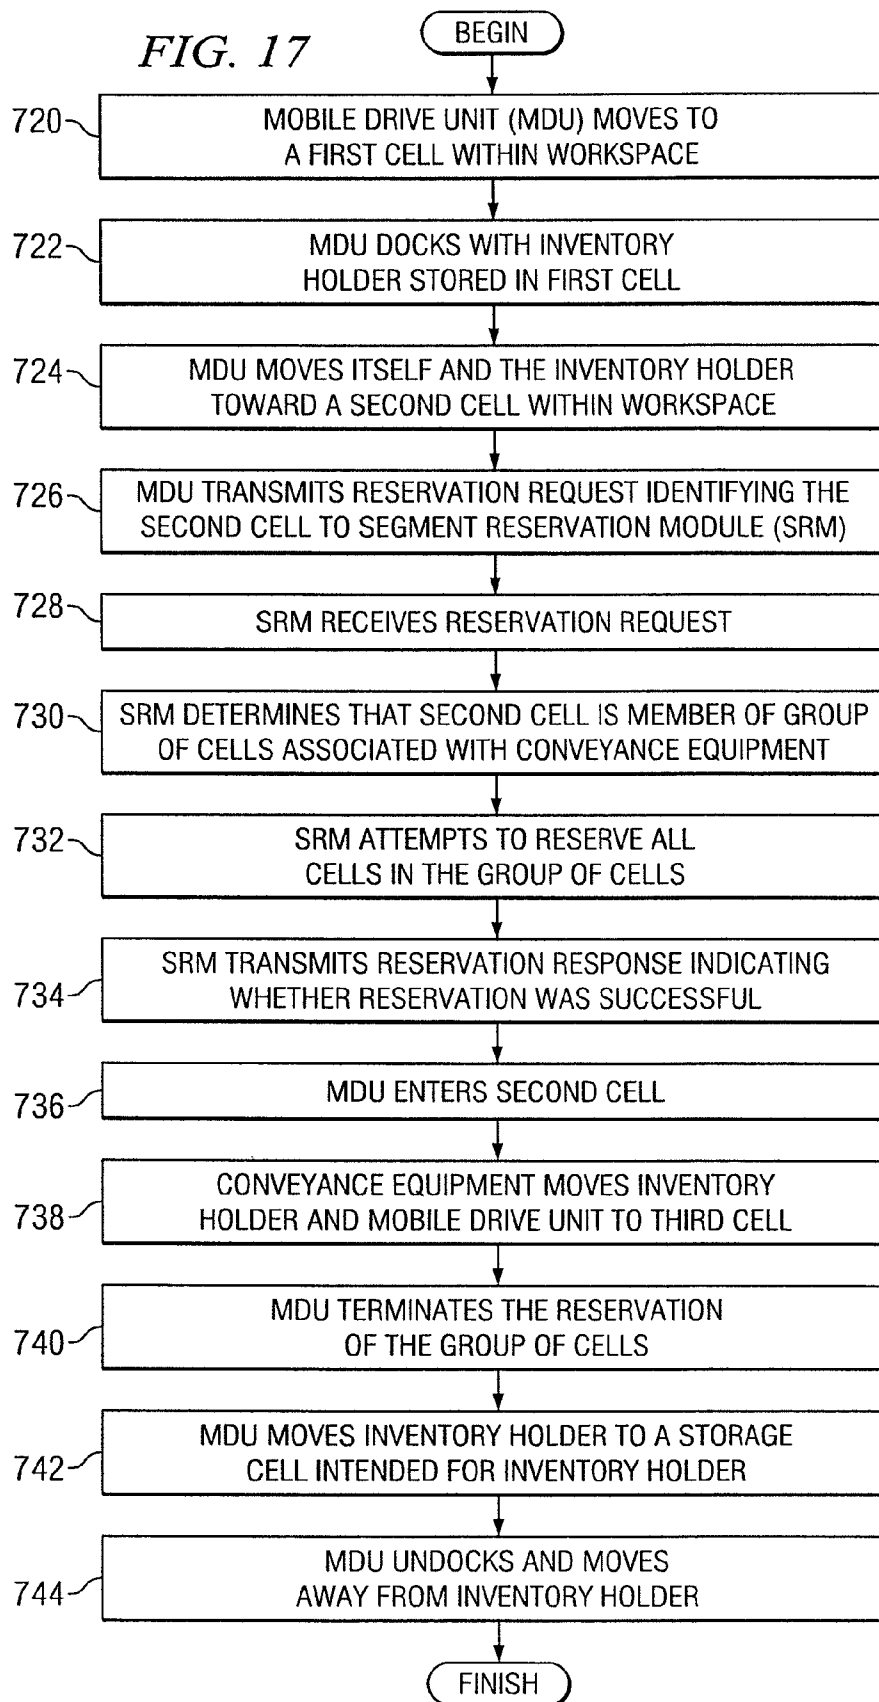 FIG. 17
BEGIN
720
MOBILE DRIVE UNIT (MDU) MOVES TO
A FIRST CELL WITHIN WORKSPACE
722
MDU DOCKS WITH INVENTORY
HOLDER STORED IN FIRST CELL
724
MDU MOVES ITSELF AND THE INVENTORY HOLDER
TOWARD A SECOND CELL WITHIN WORKSPACE
726
MDU TRANSMITS RESERVATION REQUEST IDENTIFYING THE
SECOND CELL TO SEGMENT RESERVATION MODULE (SRM)
728
SRM RECEIVES RESERVATION REQUEST
730
SRM DETERMINES THAT SECOND CELL IS MEMBER OF GROUP
OF CELLS ASSOCIATED WITH CONVEYANCE EQUIPMENT
732
SRM ATTEMPTS TO RESERVE ALL
CELLS IN THE GROUP OF CELLS
734
SRM TRANSMITS RESERVATION RESPONSE INDICATING
WHETHER RESERVATION WAS SUCCESSFUL
736
MDU ENTERS SECOND CELL
738
CONVEYANCE EQUIPMENT MOVES INVENTORY
HOLDER AND MOBILE DRIVE UNIT TO THIRD CELL
740
MDU TERMINATES THE RESERVATION
OF THE GROUP OF CELLS
742
MDU MOVES INVENTORY HOLDER TO A STORAGE
CELL INTENDED FOR INVENTORY HOLDER
744
MDU UNDOCKS AND MOVES
AWAY FROM INVENTORY HOLDER
FINISH